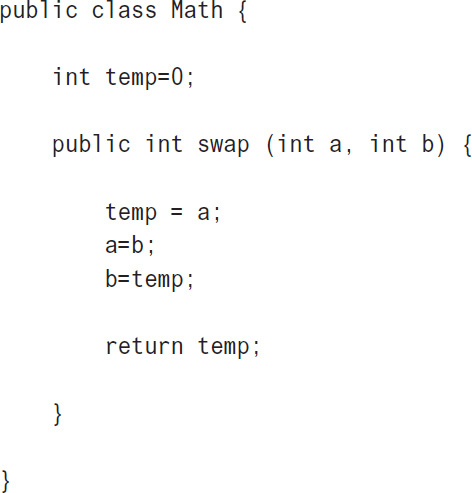 public class Math {
int temp=0;
public int swap (int a, int b) {
temp = a;
a=b;
b=temp;
return temp;
}
}